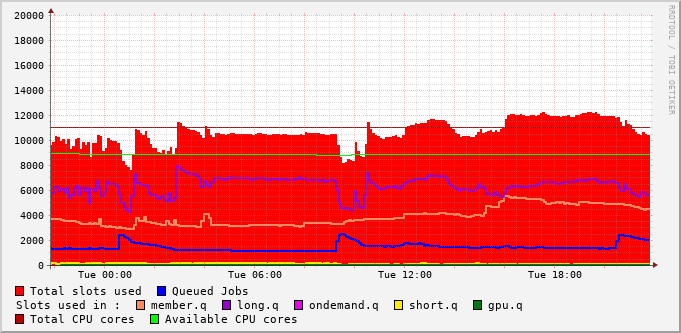 RRDTOOL / TOBI OETIKER
20000
18000
16000
14000
12000
10000
8000
6000
4000
2000
0
Tue 00:00 Tue 06:00 Tue 12:00 Tue 18:00
Total slots used Queued Jobs
Slots used in : member.q long.q ondemand.q short.q gpu.q
Total CPU cores Available CPU cores